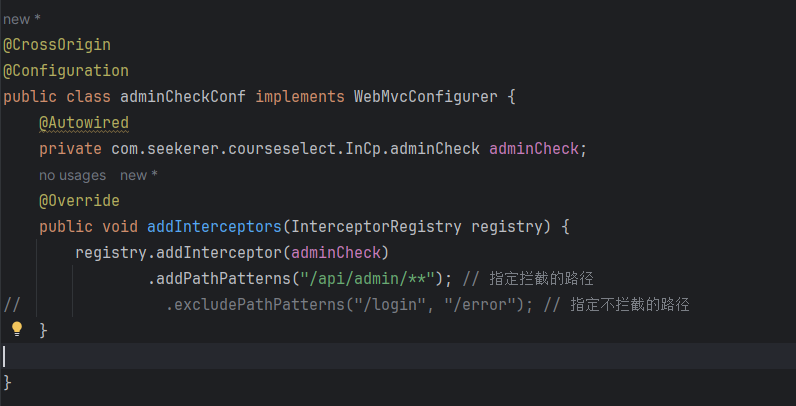 new *
@CrossOrigin
@Configuration
public class adminCheckConf implements WebMvcConfigurer {
    @Autowired
    private com.seekerer.courseselect.InCp.adminCheck adminCheck;
    no usages   new *
    @Override
    public void addInterceptors(InterceptorRegistry registry) {
        registry.addInterceptor(adminCheck)
                .addPathPatterns("/api/admin/**"); // 指定拦截的路径
//                .excludePathPatterns("/login", "/error"); // 指定不拦截的路径
    }
}